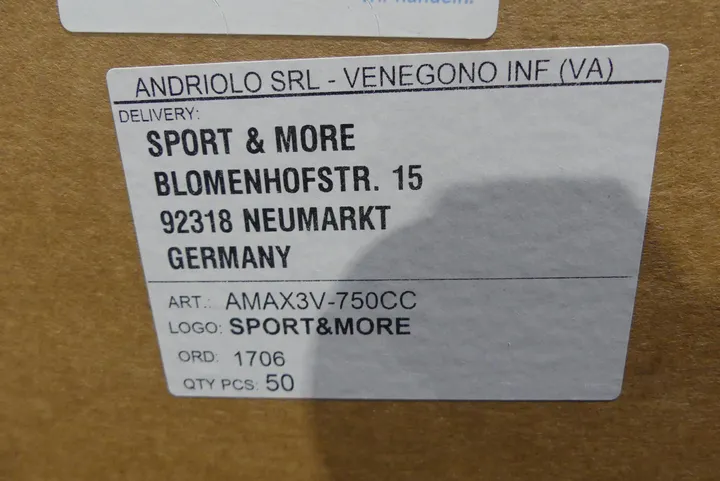 ANDRIOLO SRL - VENEGONO INF (VA)
DELIVERY:
SPORT & MORE
BLOMENHOFSTR. 15
92318 NEUMARKT
GERMANY
ART.: AMAX3V-750CC
LOGO: SPORT&MORE
ORD: 1706
QTY PCS: 50